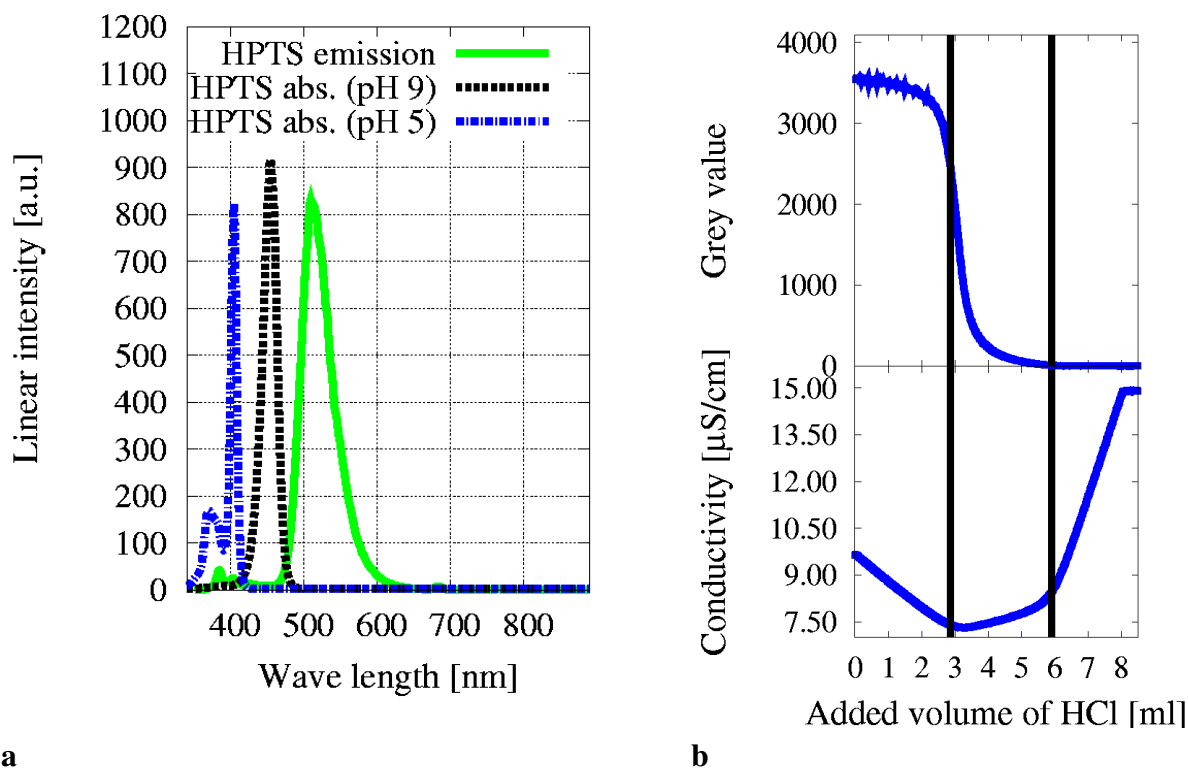 1200
1100
1000
900
800
700
600
500
400
300
200
100
0
Linear intensity [a.u.]
HPTS emission
HPTS abs. (pH 9)
HPTS abs. (pH 5)
400 500 600 700 800
Wave length [nm]
a
4000
3000
2000
1000
0
Grey value
15.00
13.50
12.00
10.50
9.00
7.50
Conductivity [µS/cm]
0 1 2 3 4 5 6 7 8
Added volume of HCl [ml]
b